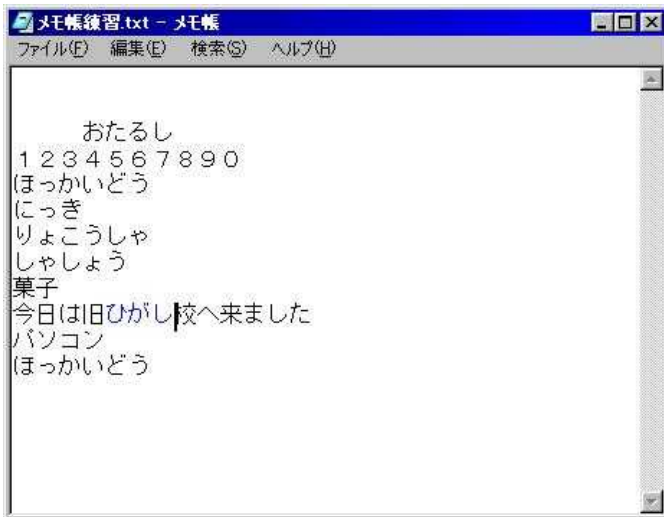 メモ帳練習.txt - メモ帳
ファイル(F) 編集(E) 検索(S) ヘルプ(H)
おたるし
1234567890
ほっかいどう
にっき
りょこうしゃ
しゃしょう
菓子
今日は旧ひがし校へ来ました
パソコン
ほっかいどう